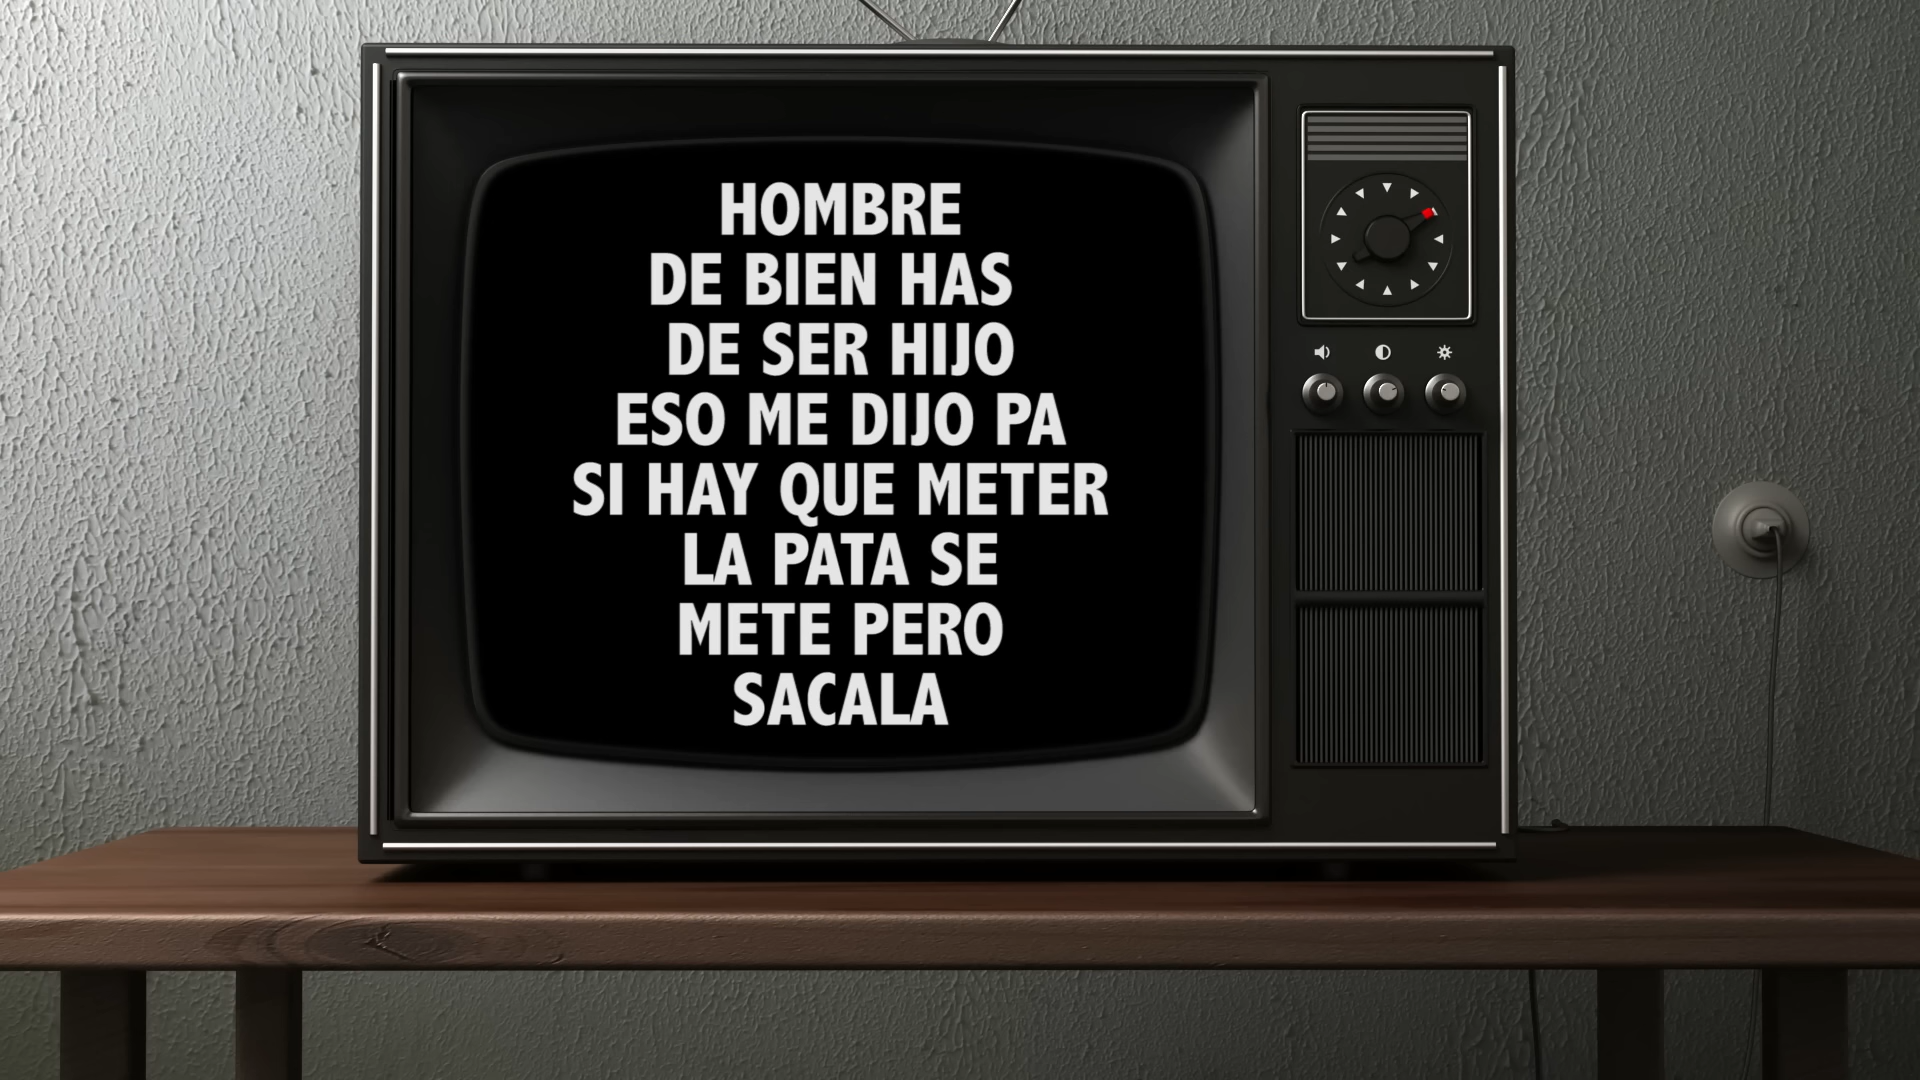 HOMBRE
DE BIEN HAS
DE SER HIJO
ESO ME DIJO PA
SI HAY QUE METER
LA PATA SE
METE PERO
SACALA